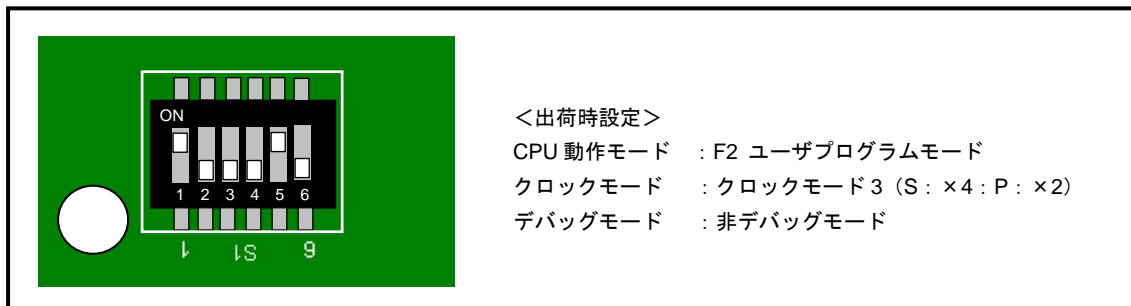 ON
1 2 3 4 5 6
1 S1 6
＜出荷時設定＞
CPU 動作モード ：F2 ユーザプログラムモード
クロックモード ：クロックモード 3（S：×4：P：×2）
デバッグモード ：非デバッグモード